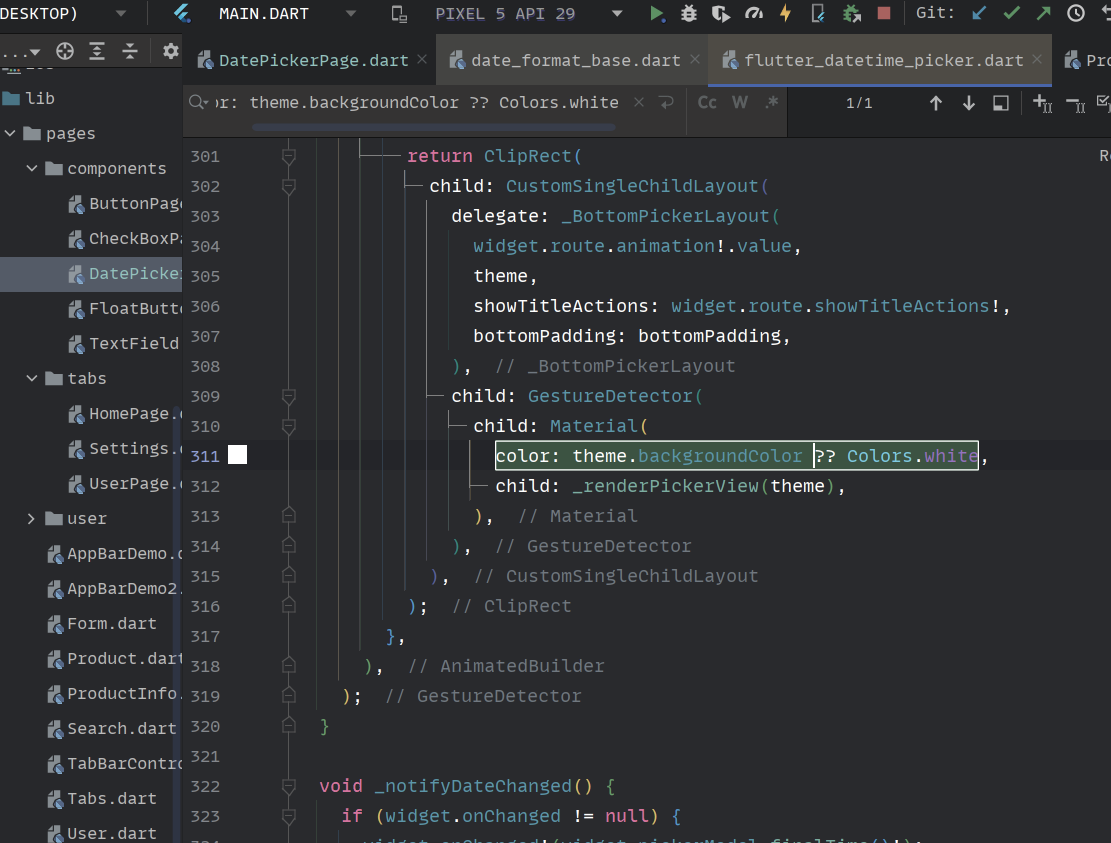 DESKTOP) MAIN.DART PIXEL 5 API 29 Git:
... DatePickerPage.dart date_format_base.dart flutter_datetime_picker.dart Pro
lib
or: theme.backgroundColor ?? Colors.white Cc W .* 1/1
pages
components
ButtonPage
CheckBoxPa
DatePicker
FloatButto
TextField
tabs
HomePage.d
Settings.d
UserPage.d
user
AppBarDemo.d
AppBarDemo2.
Form.dart
Product.dart
ProductInfo.
Search.dart
TabBarContro
Tabs.dart
User.dart
301 return ClipRect(
302 child: CustomSingleChildLayout(
303 delegate: _BottomPickerLayout(
304 widget.route.animation!.value,
305 theme,
306 showTitleActions: widget.route.showTitleActions!,
307 bottomPadding: bottomPadding,
308 ), // _BottomPickerLayout
309 child: GestureDetector(
310 child: Material(
311 color: theme.backgroundColor ?? Colors.white,
312 child: _renderPickerView(theme),
313 ), // Material
314 ), // GestureDetector
315 ), // CustomSingleChildLayout
316 ); // ClipRect
317 },
318 ), // AnimatedBuilder
319 ); // GestureDetector
320 }
321
322 void _notifyDateChanged() {
323 if (widget.onChanged != null) {